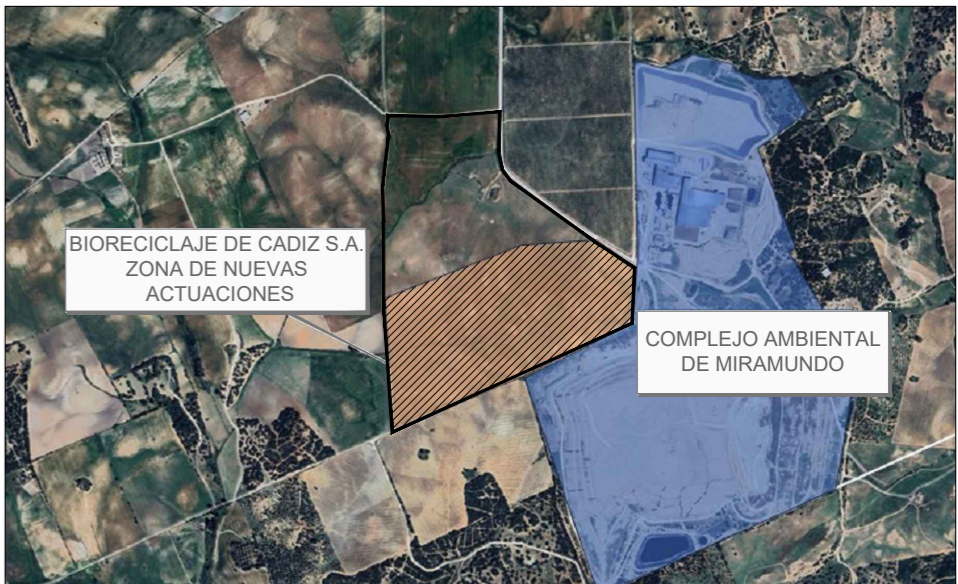 BIORECICLAJE DE CADIZ S.A.
ZONA DE NUEVAS
ACTUACIONES
COMPLEJO AMBIENTAL
DE MIRAMUNDO